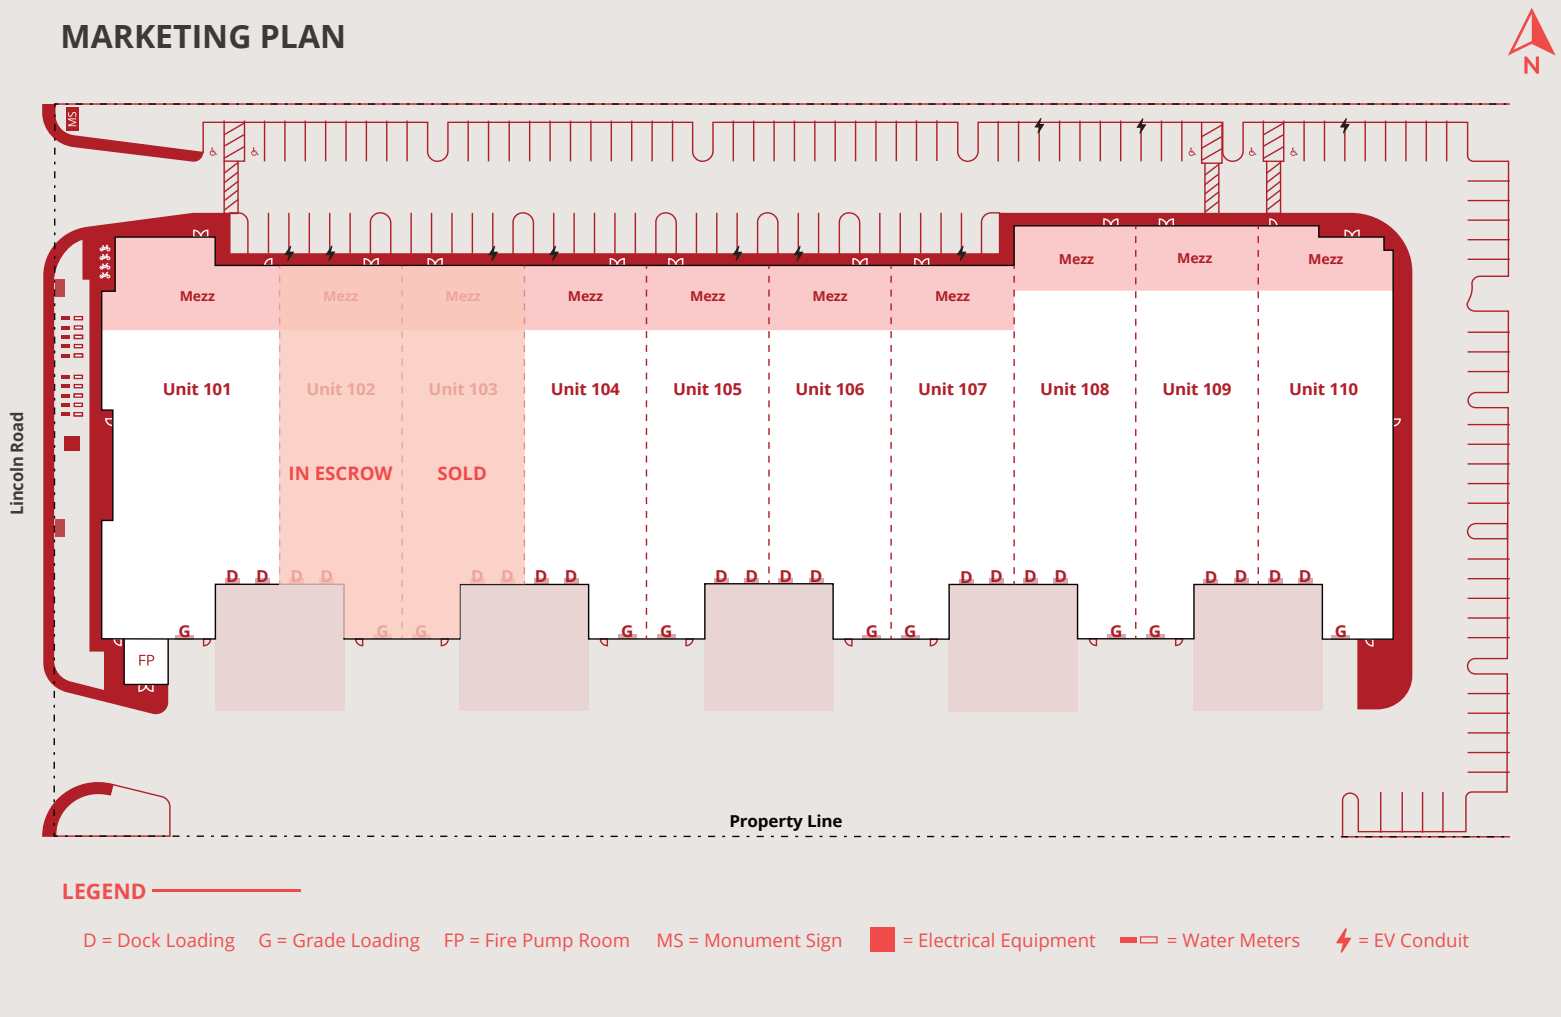 MARKETING PLAN
N
MS
Mezz Mezz Mezz
Mezz Mezz Mezz Mezz Mezz Mezz Mezz
Unit 101 Unit 102 Unit 103 Unit 104 Unit 105 Unit 106 Unit 107 Unit 108 Unit 109 Unit 110
Lincoln Road
IN ESCROW SOLD
D D D D D D D D D D D D D D D D D D D D
G G G G G G G G G G
FP
Property Line
LEGEND
D = Dock Loading G = Grade Loading FP = Fire Pump Room MS = Monument Sign = Electrical Equipment = Water Meters = EV Conduit